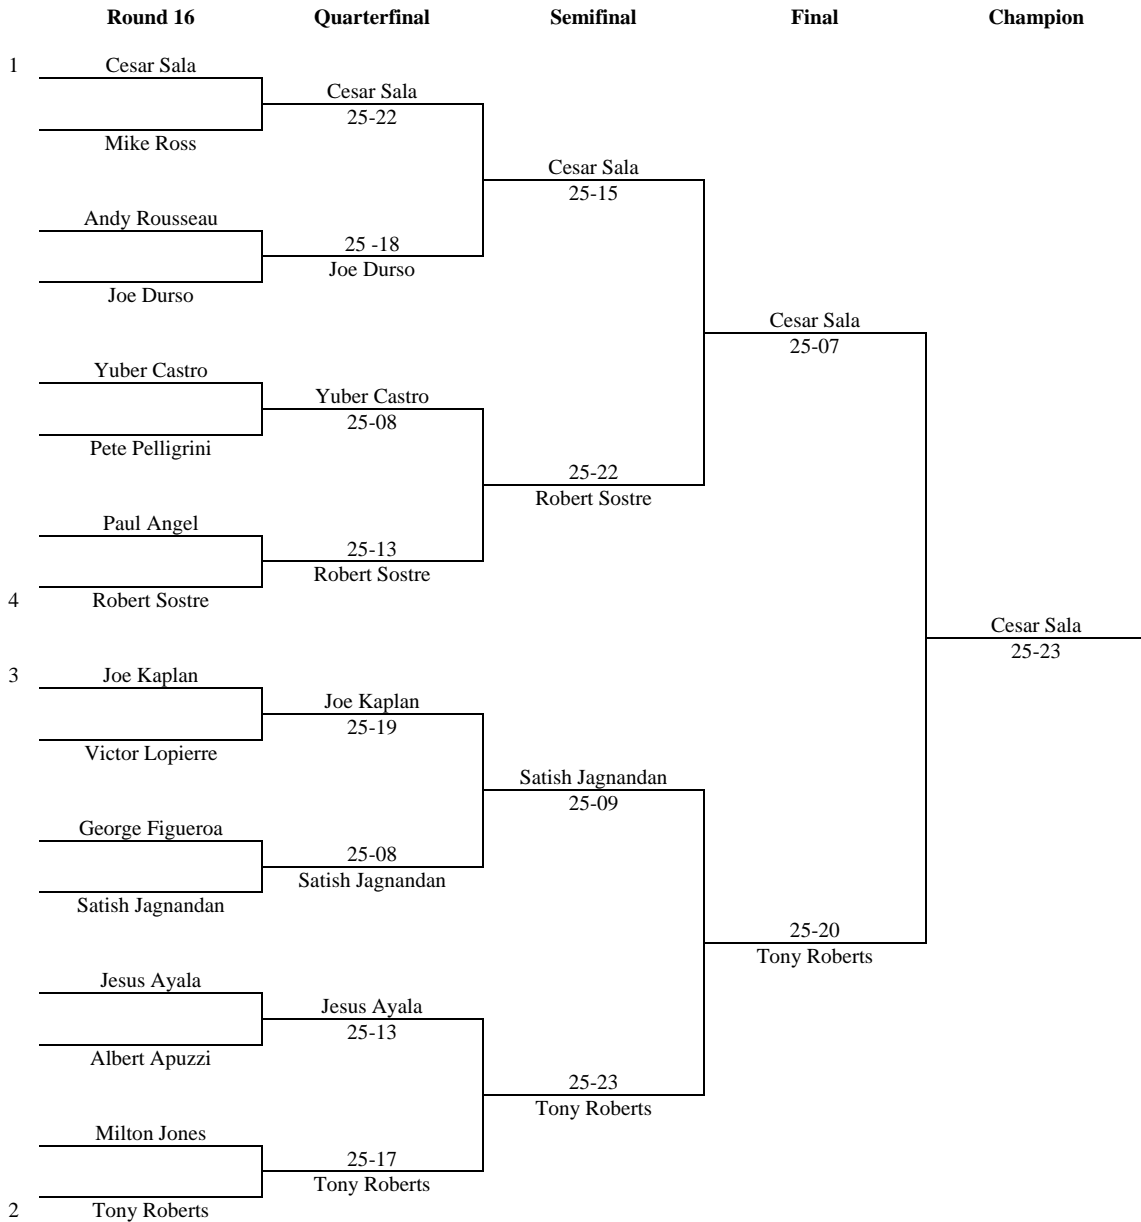 Round 16 Quarterfinal Semifinal Final Champion
1 Cesar Sala
Cesar Sala
25-22
Mike Ross
Cesar Sala
25-15
Andy Rousseau
25 -18
Joe Durso
Joe Durso
Cesar Sala
25-07
Yuber Castro
Yuber Castro
25-08
Pete Pelligrini
25-22
Robert Sostre
Paul Angel
25-13
Robert Sostre
4 Robert Sostre
Cesar Sala
25-23
3 Joe Kaplan
Joe Kaplan
25-19
Victor Lopierre
Satish Jagnandan
25-09
George Figueroa
25-08
Satish Jagnandan
Satish Jagnandan
25-20
Tony Roberts
Jesus Ayala
Jesus Ayala
25-13
Albert Apuzzi
25-23
Tony Roberts
Milton Jones
25-17
Tony Roberts
2 Tony Roberts